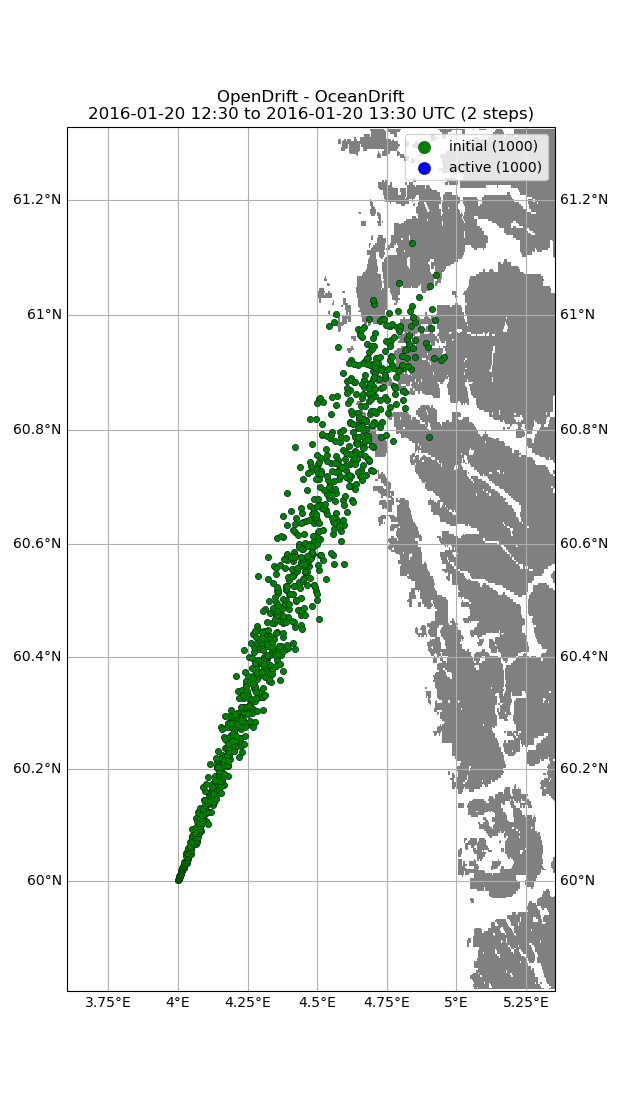 OpenDrift - OceanDrift
2016-01-20 12:30 to 2016-01-20 13:30 UTC (2 steps)
initial (1000)
active (1000)
61.2°N
61.2°N
61°N
61°N
60.8°N
60.8°N
60.6°N
60.6°N
60.4°N
60.4°N
60.2°N
60.2°N
60°N
60°N
3.75°E
4°E
4.25°E
4.5°E
4.75°E
5°E
5.25°E